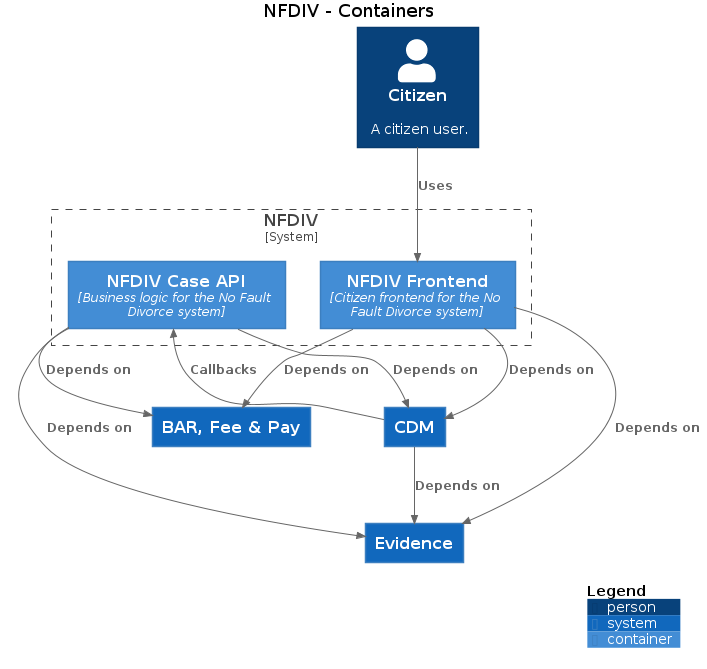 NFDIV - Containers
Citizen
A citizen user.
Uses
NFDIV
[System]
NFDIV Case API
[Business logic for the No Fault
Divorce system]
NFDIV Frontend
[Citizen frontend for the No
Fault Divorce system]
Depends on
Callbacks
Depends on
Depends on
Depends on
BAR, Fee & Pay
CDM
Depends on
Depends on
Depends on
Evidence
Legend
person
system
container